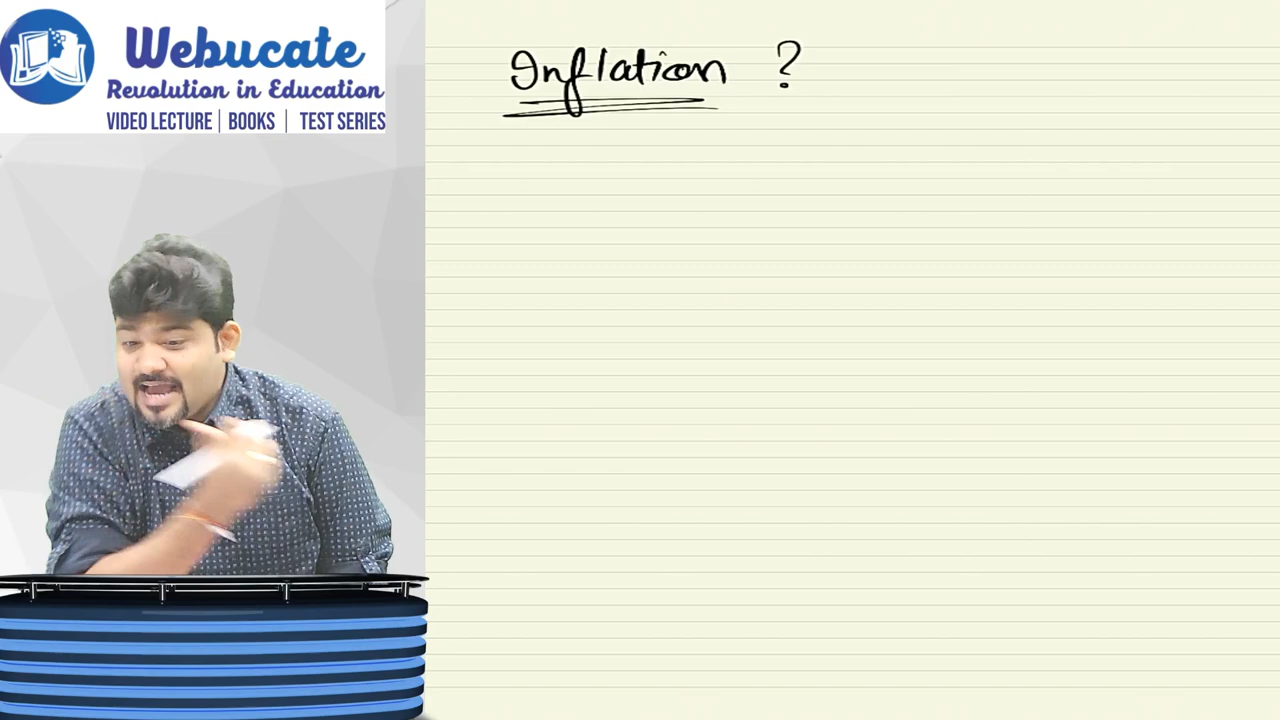 Webucate
Revolution in Education
VIDEO LECTURE | BOOKS | TEST SERIES
Inflation ?